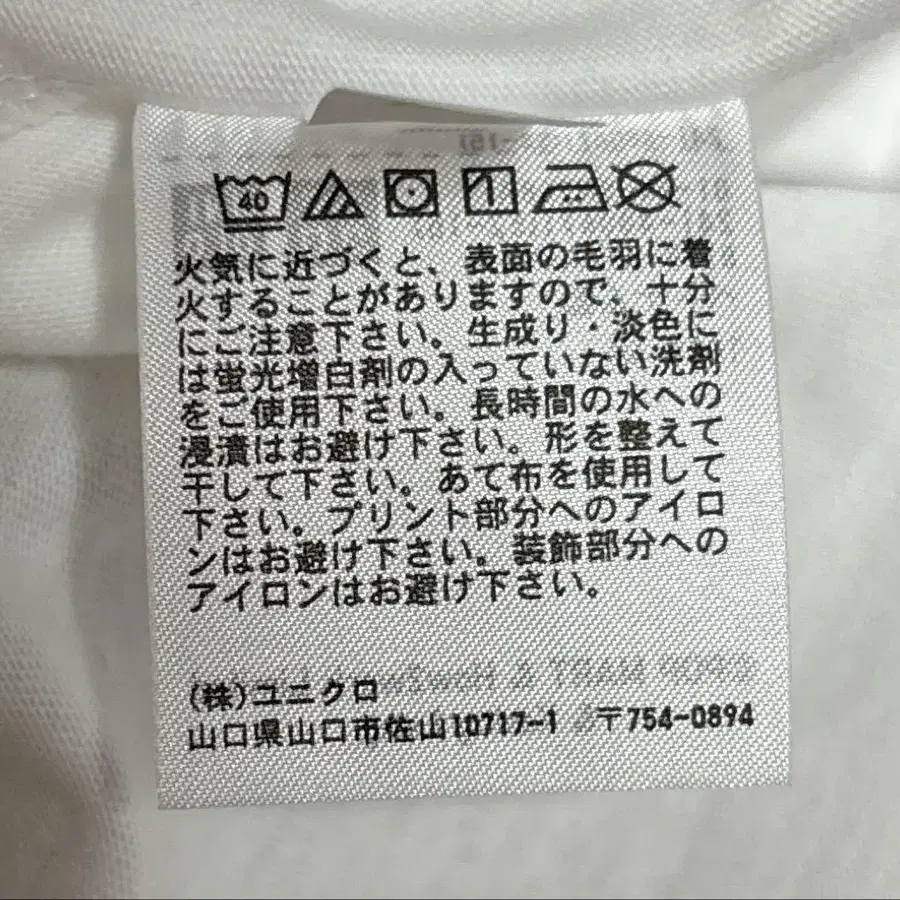 40
火気に近づくと、表面の毛羽に着
火することがありますので、十分
にご注意下さい。生成り・淡色に
は蛍光増白剤の入っていない洗剤
をご使用下さい。長時間の水への
浸漬はお避け下さい。形を整えて
干して下さい。あて布を使用して
下さい。プリント部分へのアイロ
ンはお避け下さい。装飾部分への
アイロンはお避け下さい。
(株)ユニクロ
山口県山口市佐山10717-1 〒754-0894